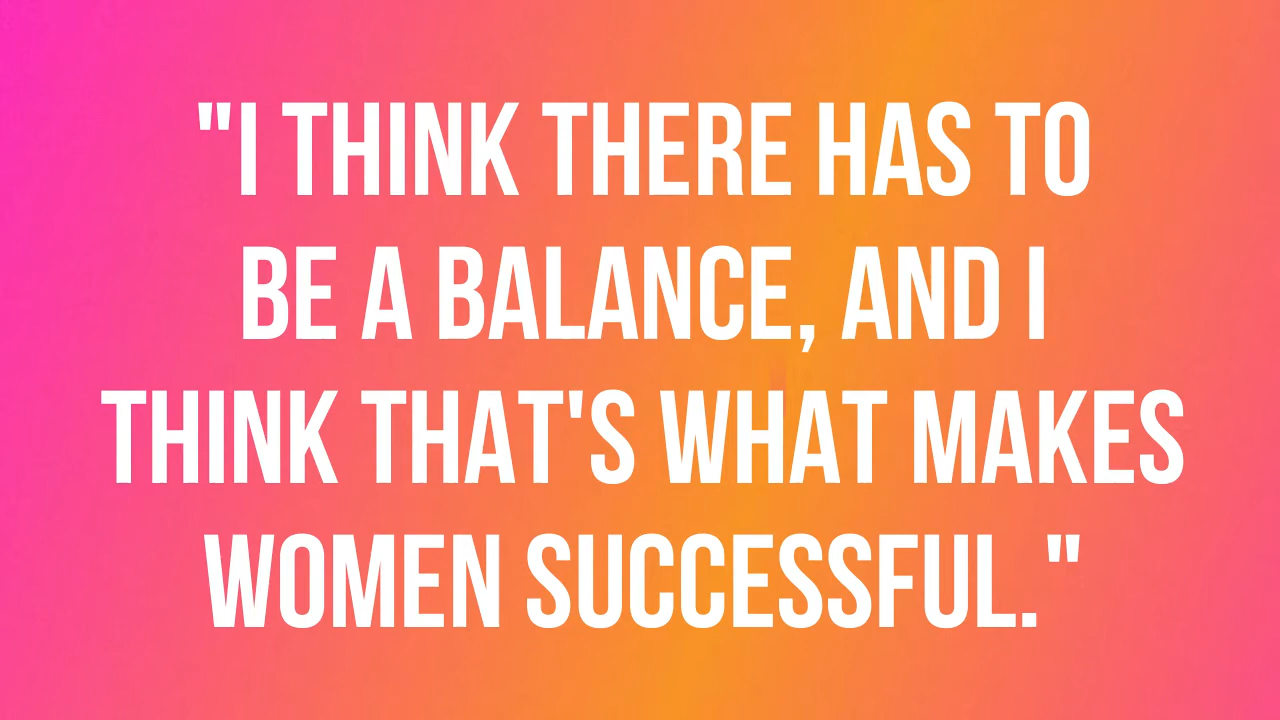 "I THINK THERE HAS TO
BE A BALANCE, AND I
THINK THAT'S WHAT MAKES
WOMEN SUCCESSFUL."